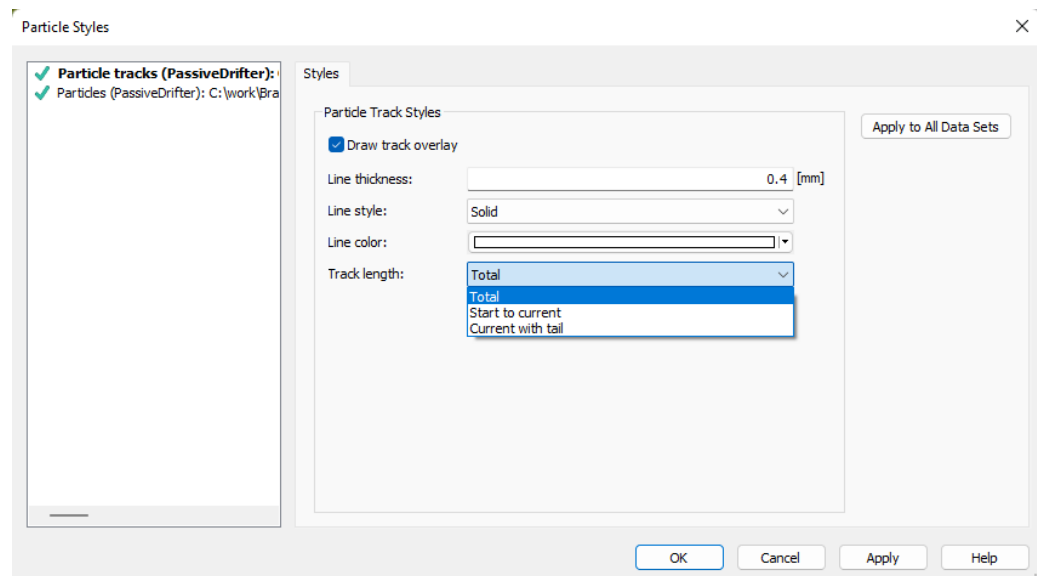 Particle Styles
Particle tracks (PassiveDrifter):
Particles (PassiveDrifter): C:\work\Bra
Styles
Particle Track Styles
Draw track overlay
Line thickness: 0.4 [mm]
Line style: Solid
Line color:
Track length: Total
Total
Start to current
Current with tail
Apply to All Data Sets
OK Cancel Apply Help